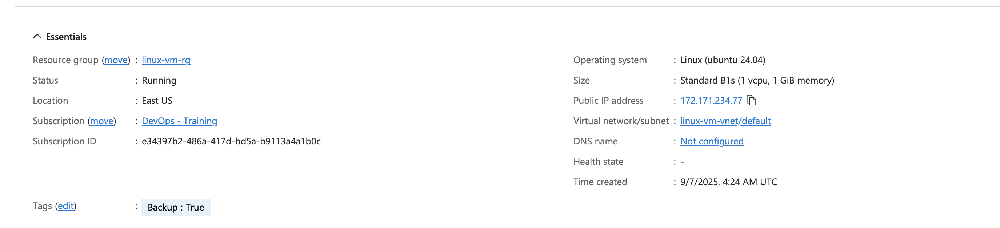 Essentials
Resource group (move) : linux-vm-rg
Status : Running
Location : East US
Subscription (move) : DevOps - Training
Subscription ID : e34397b2-486a-417d-bd5a-b9113a4a1b0c
Operating system : Linux (ubuntu 24.04)
Size : Standard B1s (1 vcpu, 1 GiB memory)
Public IP address : 172.171.234.77
Virtual network/subnet : linux-vm-vnet/default
DNS name : Not configured
Health state : -
Time created : 9/7/2025, 4:24 AM UTC
Tags (edit) : Backup : True